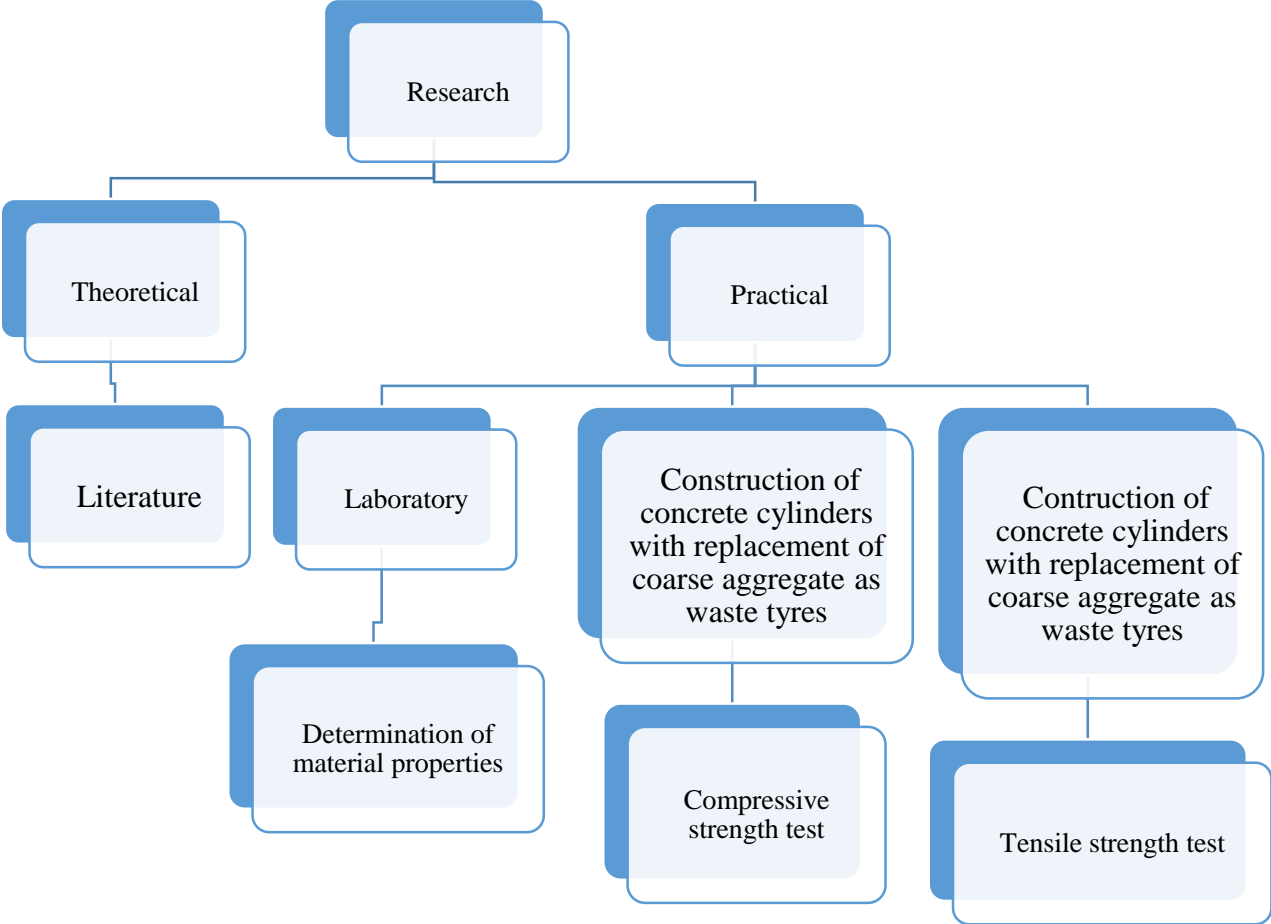 Research
Theoretical
Practical
Literature
Laboratory
Construction of
concrete cylinders
with replacement of
coarse aggregate as
waste tyres
Contruction of
concrete cylinders
with replacement of
coarse aggregate as
waste tyres
Determination of
material properties
Compressive
strength test
Tensile strength test